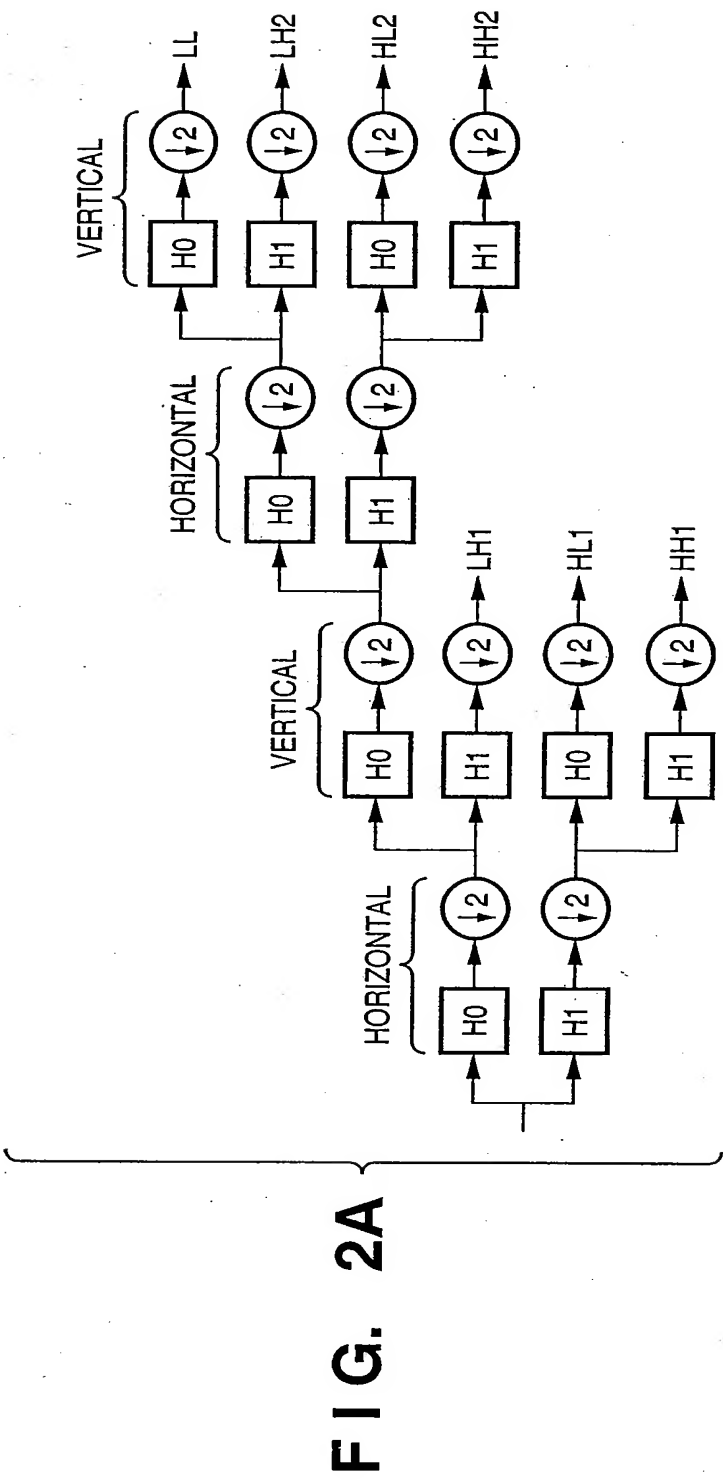 FIG. 2A
HORIZONTAL
H0
↓2
H1
↓2
VERTICAL
H0
↓2
H1
↓2
LH1
H0
↓2
HL1
H1
↓2
HH1
HORIZONTAL
H0
↓2
H1
↓2
VERTICAL
H0
↓2
LL
H1
↓2
LH2
H0
↓2
HL2
H1
↓2
HH2